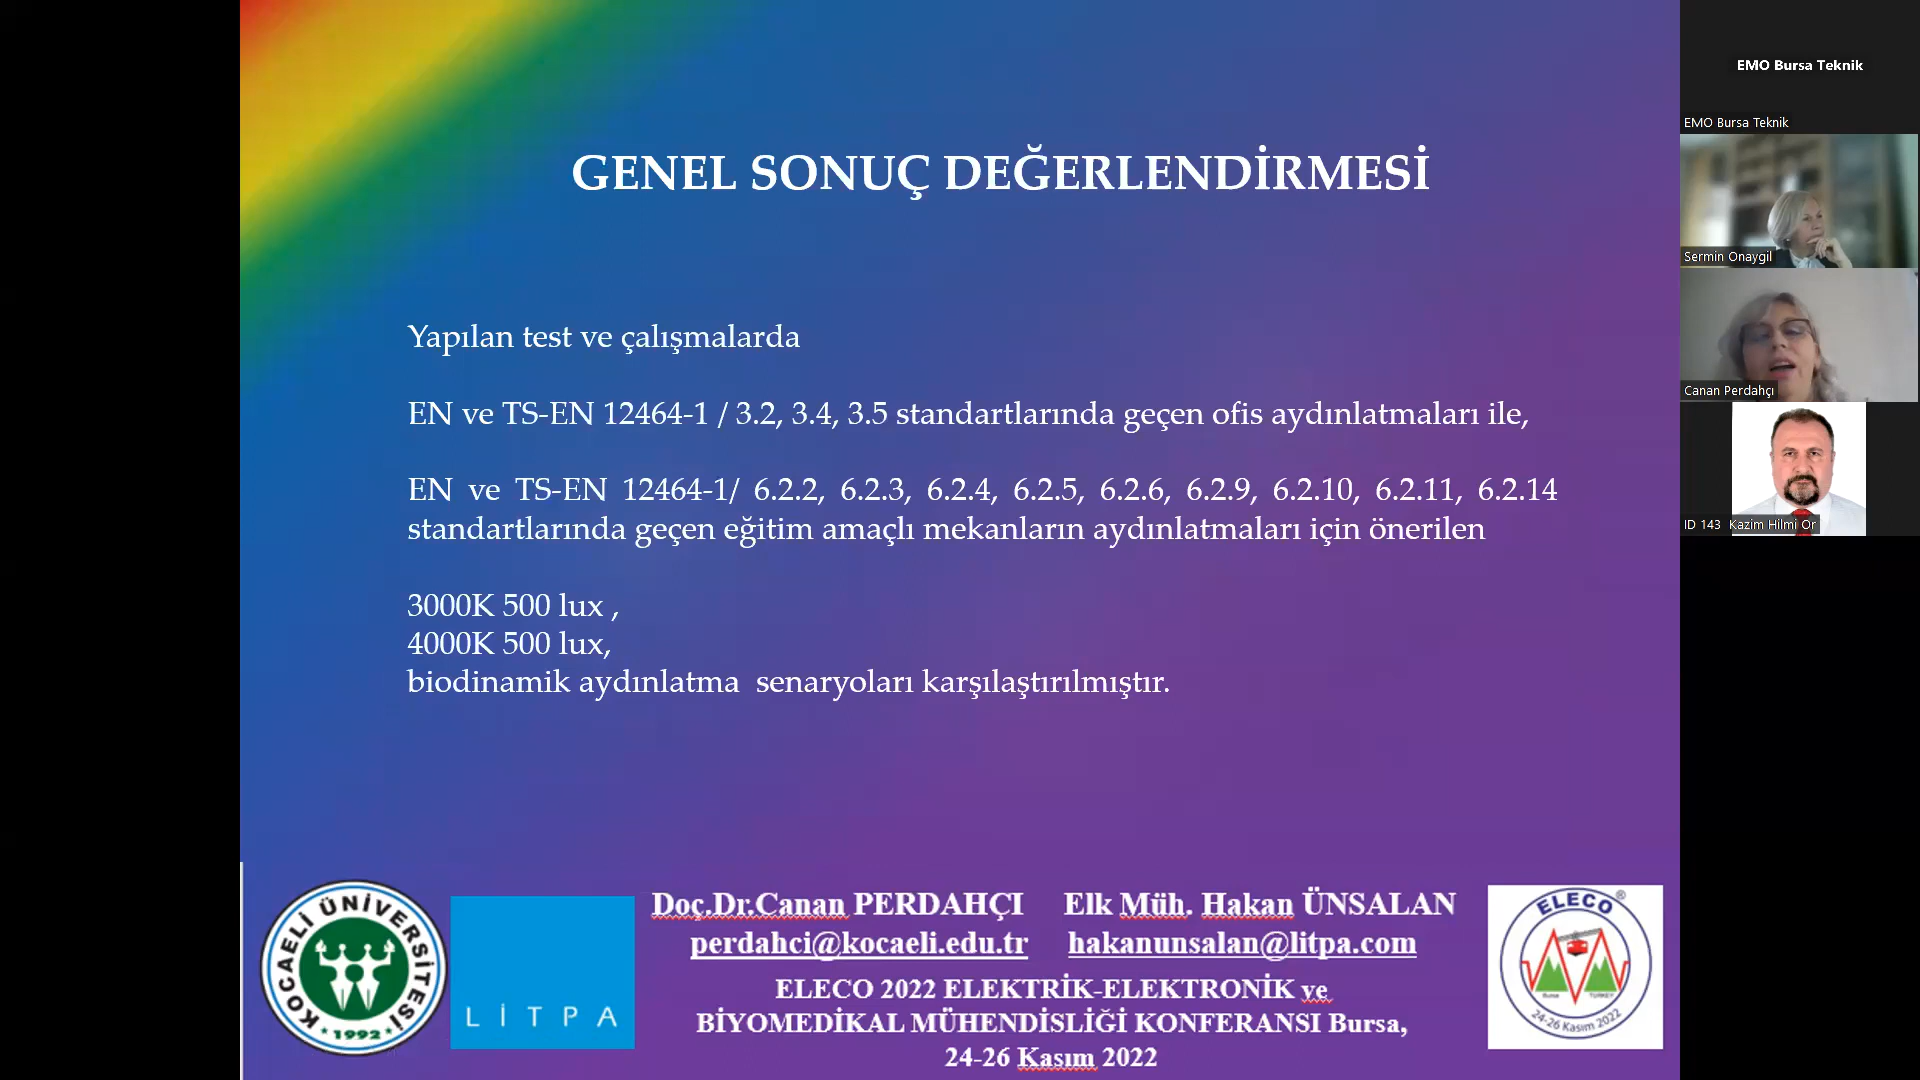 GENEL SONUÇ DEĞERLENDİRMESİ
Yapılan test ve çalışmalarda
EN ve TS-EN 12464-1 / 3.2, 3.4, 3.5 standartlarında geçen ofis aydınlatmaları ile,
EN ve TS-EN 12464-1/ 6.2.2, 6.2.3, 6.2.4, 6.2.5, 6.2.6, 6.2.9, 6.2.10, 6.2.11, 6.2.14
standartlarında geçen eğitim amaçlı mekanların aydınlatmaları için önerilen
3000K 500 lux ,
4000K 500 lux,
biodinamik aydınlatma senaryoları karşılaştırılmıştır.
KOCAELİ ÜNİVERSİTESİ
1992
LİTPA
Doç.Dr.Canan PERDAHÇI Elk Müh. Hakan ÜNSALAN
perdahci@kocaeli.edu.tr hakanunsalan@litpa.com
ELECO 2022 ELEKTRİK-ELEKTRONİK ve
BİYOMEDİKAL MÜHENDİSLİĞİ KONFERANSI Bursa,
24-26 Kasım 2022
ELECO ®
Bursa TURKEY
24-26 Kasım 2022
EMO Bursa Teknik
EMO Bursa Teknik
Sermin Onaygil
Canan Perdahçı
ID 143 Kazim Hilmi Or